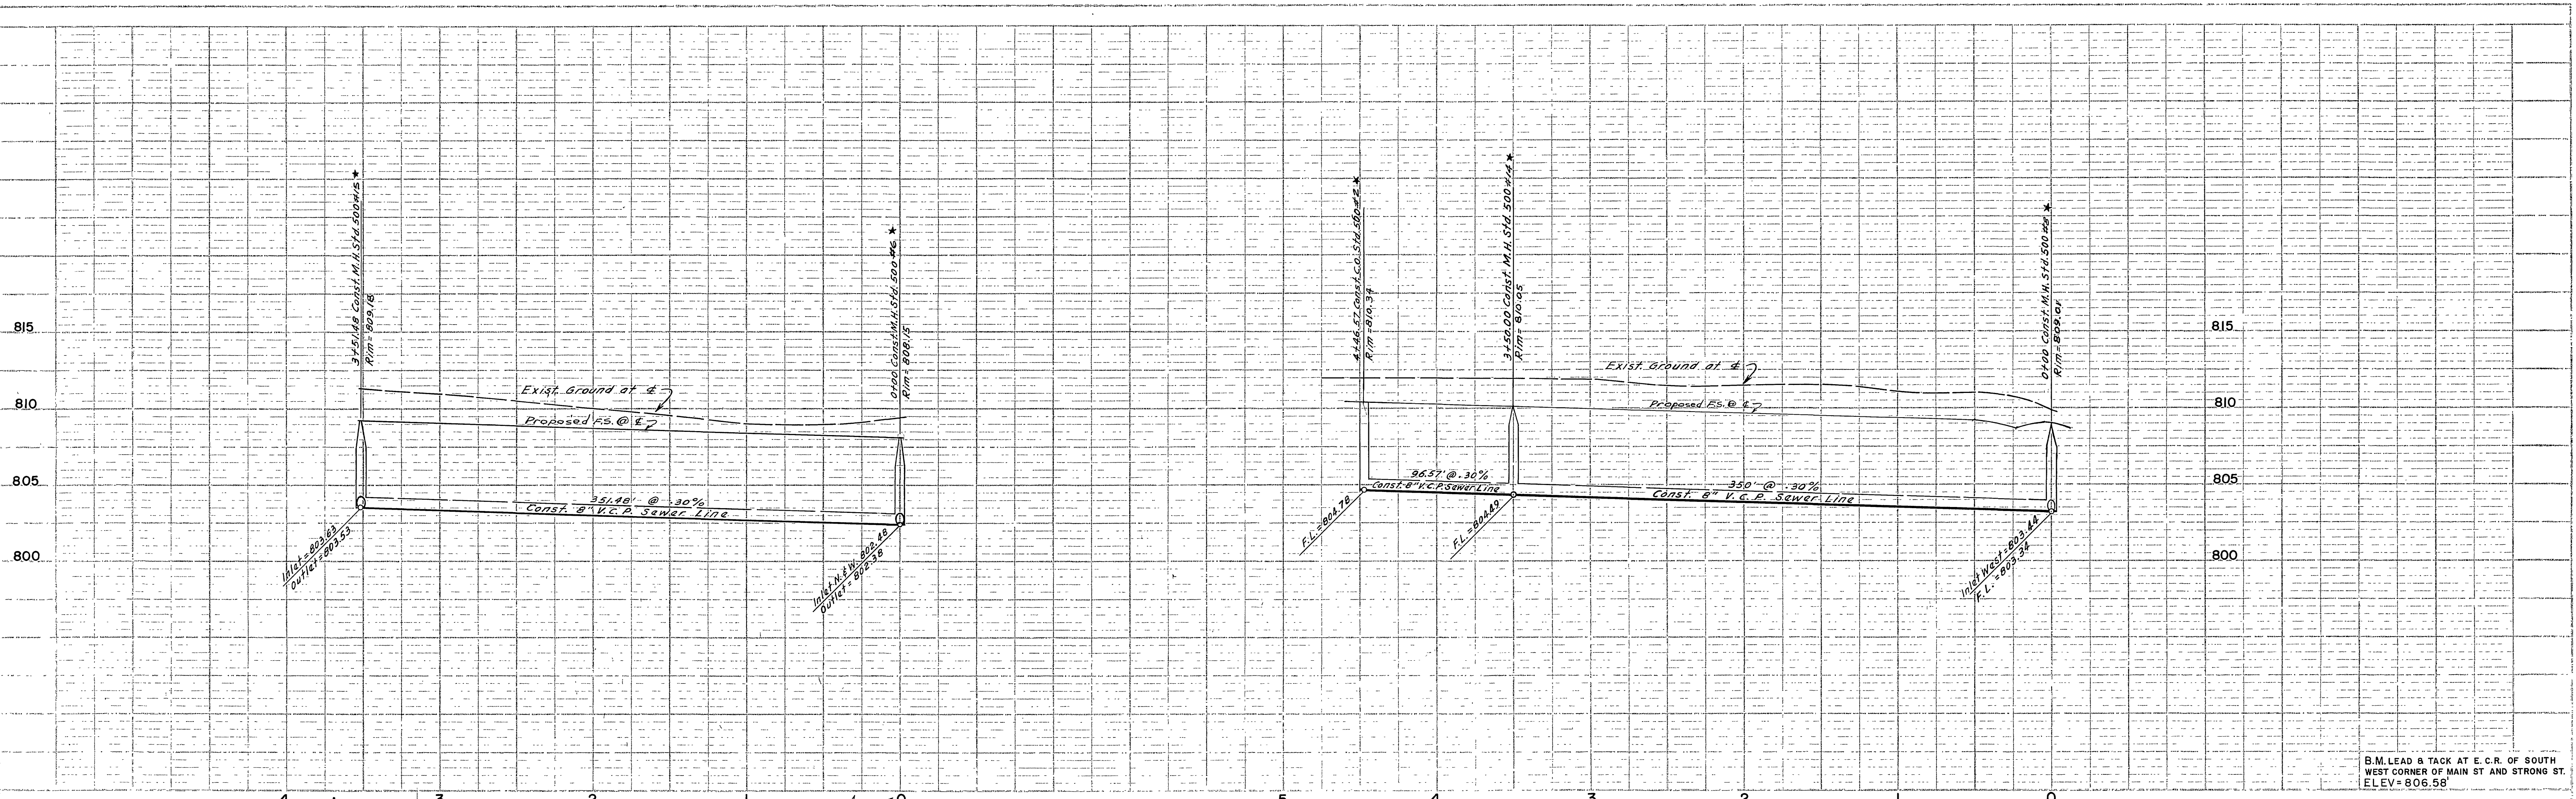 3+51.48 Const. M.H. Std. 500 #15 ★
Rim = 809.18
0+00 Const. M.H. Std. 500 #6 ★
Rim = 808.15
815
810
805
800
Exist. Ground at ℄
Proposed F.S. @ ℄
351.48' @ .30%
Const. 8" V.C.P. Sewer Line
Inlet = 803.63
Outlet = 803.53
Inlet N. & W. 802.48
Outlet = 802.38
4 3 2 1 0
4+46.57 Const. C.O. Std. 500 #2 ★
Rim = 810.34
3+50.00 Const. M.H. Std. 500 #14 ★
Rim = 810.05
0+00 Const. M.H. Std. 500
Exist. Ground at ℄
Proposed F.S. @ ℄
96.57' @ .30%
Const. 8" V.C.P. Sewer Line
350' @ .30%
Const. 8" V.C.P. Sewer Line
F.L. = 804.78
F.L. = 804.49
Inlet West = 803.44
F.L. = 803.34
815
810
805
800
5 4 3 2 1 0
B.M. LEAD & TACK AT E.C.R. OF SOUTH
WEST CORNER OF MAIN ST AND STRONG ST.
ELEV = 806.58'